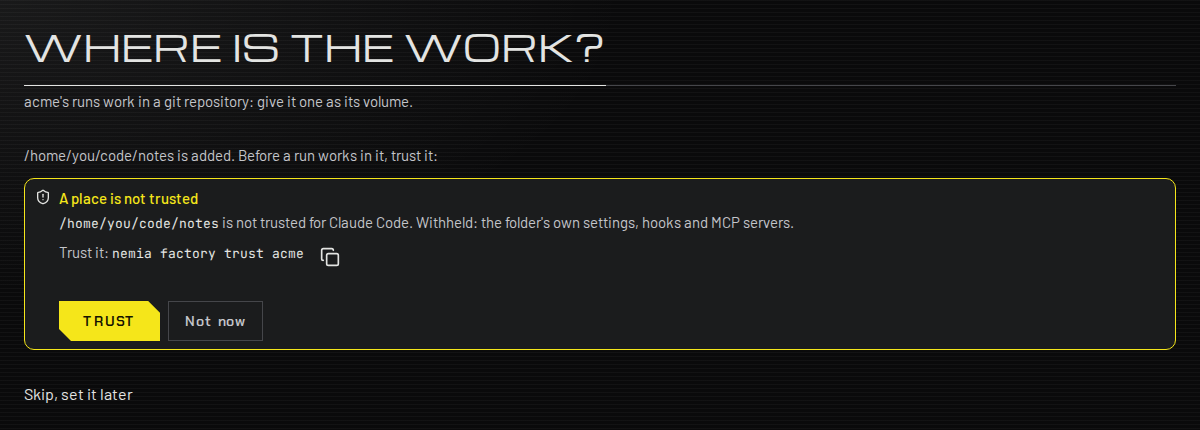 WHERE IS THE WORK?
acme's runs work in a git repository: give it one as its volume.
/home/you/code/notes is added. Before a run works in it, trust it:
A place is not trusted
/home/you/code/notes is not trusted for Claude Code. Withheld: the folder's own settings, hooks and MCP servers.
Trust it: nemia factory trust acme
TRUST Not now
Skip, set it later